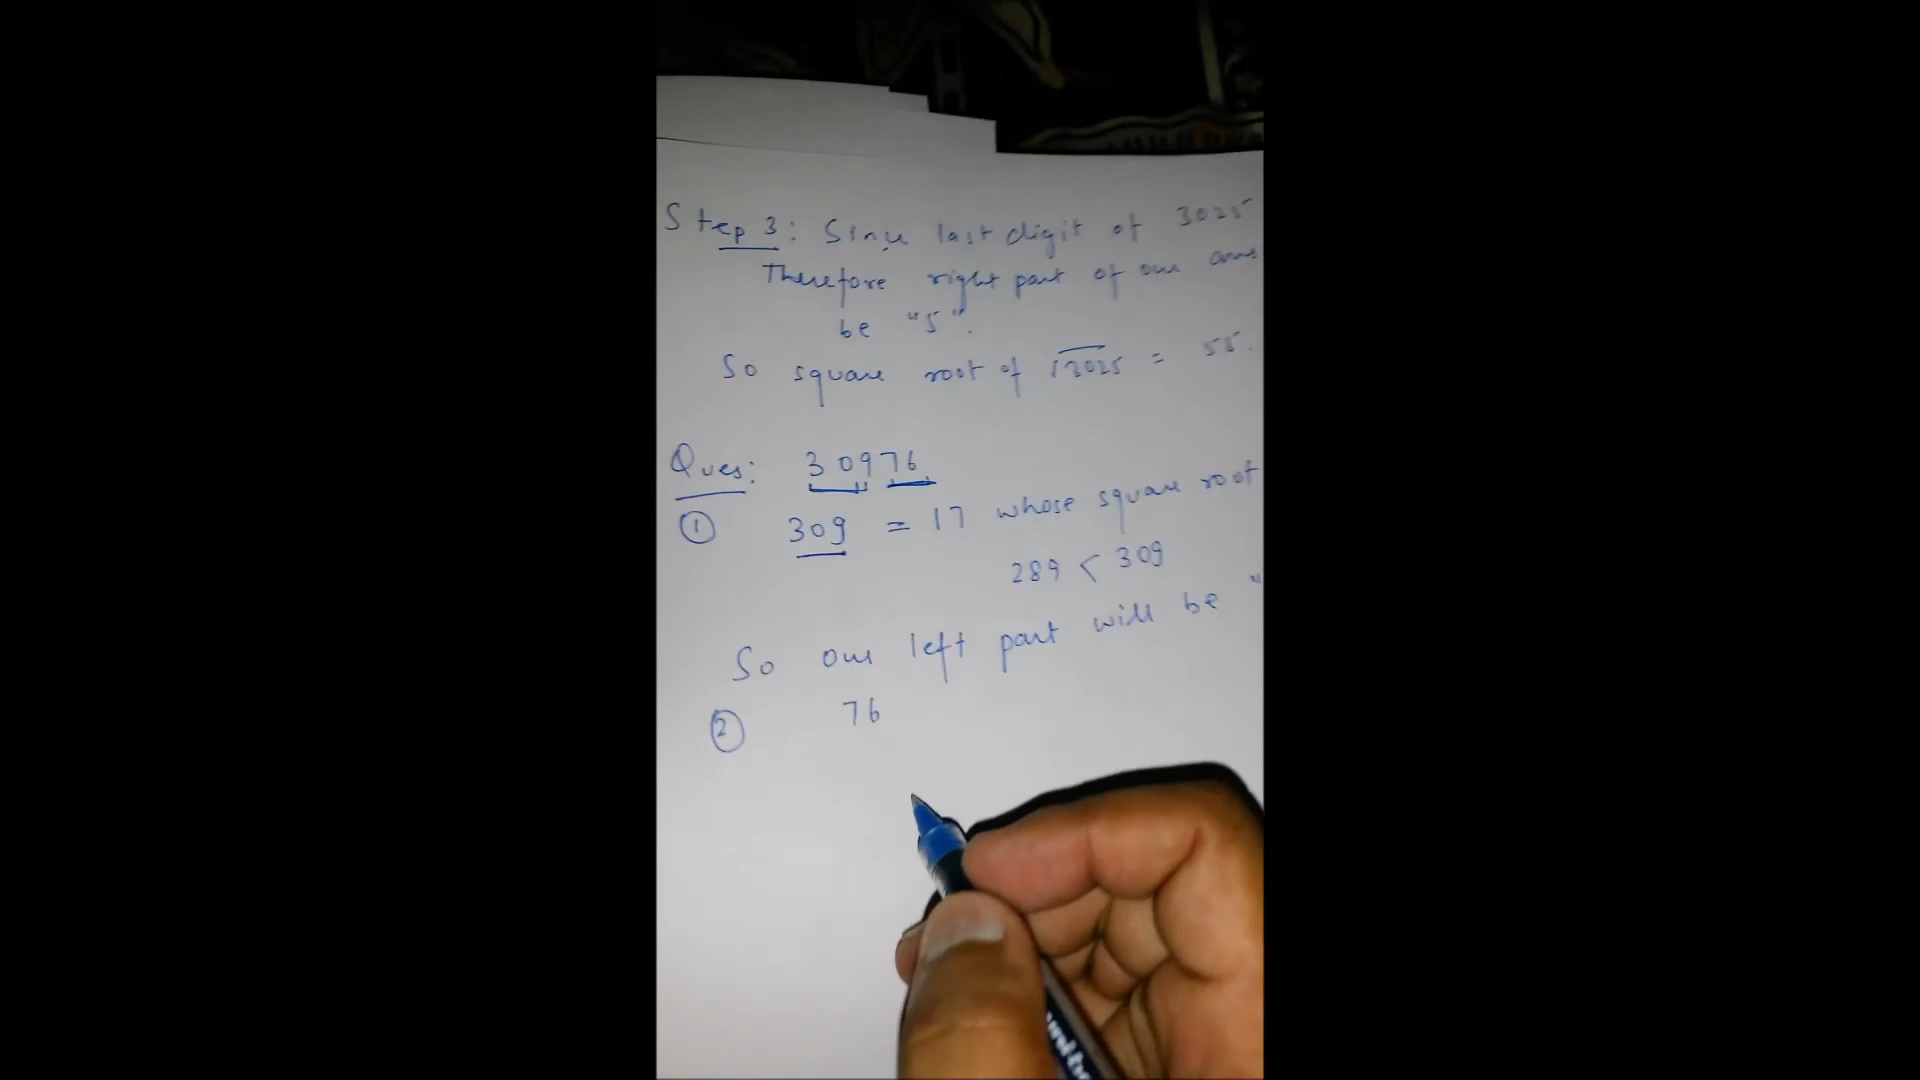 Step 3: Since last digit of 3025
Therefore right part of our ans
be "5".
So square root of √3025 = 55.
Ques: 30976
① 309 = 17 whose square root
289 < 309
So our left part will be "
② 76